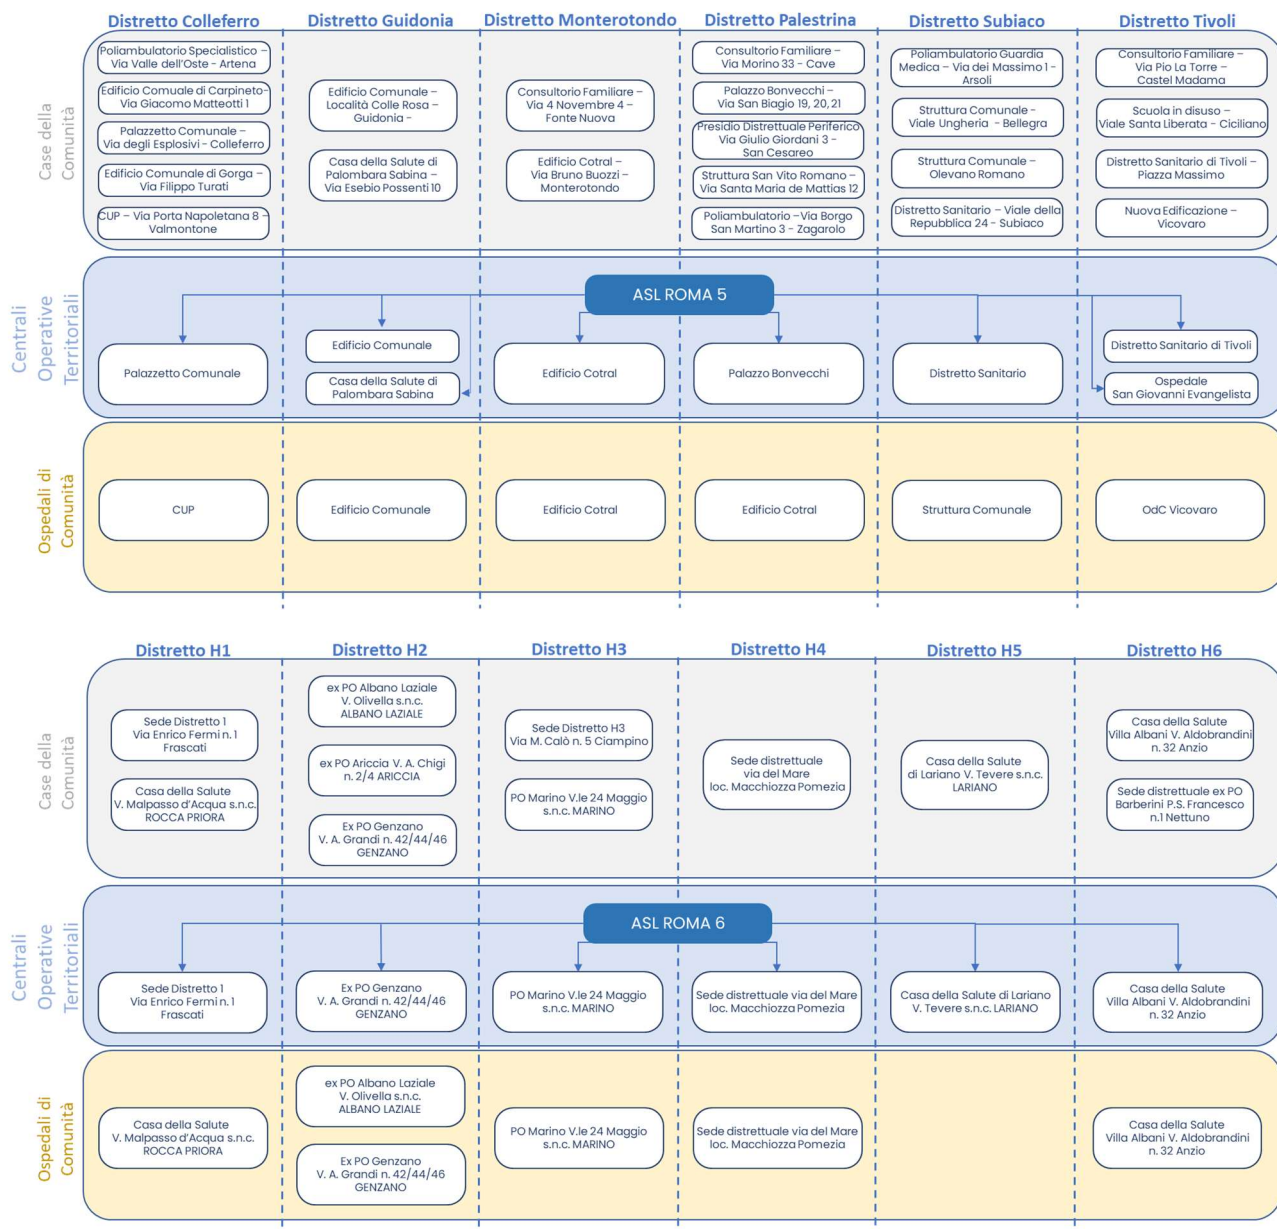 Distretto Colleferro
Distretto Guidonia
Distretto Monterotondo
Distretto Palestrina
Distretto Subiaco
Distretto Tivoli
Case della
Comunità
Poliambulatorio Specialistico –
Via Valle dell'Oste - Artena
Edificio Comuale di Carpineto-
Via Giacomo Matteotti 1
Palazzetto Comunale –
Via degli Esplosivi - Colleferro
Edificio Comunale di Gorga –
Via Filippo Turati
CUP – Via Porta Napoletana 8 –
Valmontone
Edificio Comunale –
Località Colle Rosa –
Guidonia -
Casa della Salute di
Palombara Sabina –
Via Esebio Possenti 10
Consultorio Familiare –
Via 4 Novembre 4 –
Fonte Nuova
Edificio Cotral –
Via Bruno Buozzi –
Monterotondo
Consultorio Familiare –
Via Morino 33 - Cave
Palazzo Bonvecchi –
Via San Biagio 19, 20, 21
Presidio Distrettuale Periferico
Via Giulio Giordani 3 -
San Cesareo
Struttura San Vito Romano –
Via Santa Maria de Mattias 12
Poliambulatorio –Via Borgo
San Martino 3 - Zagarolo
Poliambulatorio Guardia
Medica – Via dei Massimo 1 -
Arsoli
Struttura Comunale -
Viale Ungheria - Bellegra
Struttura Comunale –
Olevano Romano
Distretto Sanitario – Viale della
Repubblica 24 - Subiaco
Consultorio Familiare –
Via Pio La Torre –
Castel Madama
Scuola in disuso –
Viale Santa Liberata - Ciciliano
Distretto Sanitario di Tivoli –
Piazza Massimo
Nuova Edificazione –
Vicovaro
Centrali
Operative
Territoriali
ASL ROMA 5
Palazzetto Comunale
Edificio Comunale
Casa della Salute di
Palombara Sabina
Edificio Cotral
Palazzo Bonvecchi
Distretto Sanitario
Distretto Sanitario di Tivoli
Ospedale
San Giovanni Evangelista
Ospedali di
Comunità
CUP
Edificio Comunale
Edificio Cotral
Edificio Cotral
Struttura Comunale
OdC Vicovaro
Distretto H1
Distretto H2
Distretto H3
Distretto H4
Distretto H5
Distretto H6
Case della
Comunità
Sede Distretto 1
Via Enrico Fermi n. 1
Frascati
Casa della Salute
V. Malpasso d'Acqua s.n.c.
ROCCA PRIORA
ex PO Albano Laziale
V. Olivella s.n.c.
ALBANO LAZIALE
ex PO Ariccia V. A. Chigi
n. 2/4 ARICCIA
Ex PO Genzano
V. A. Grandi n. 42/44/46
GENZANO
Sede Distretto H3
Via M. Calò n. 5 Ciampino
PO Marino V.le 24 Maggio
s.n.c. MARINO
Sede distrettuale
via del Mare
loc. Macchiozza Pomezia
Casa della Salute
di Lariano V. Tevere s.n.c.
LARIANO
Casa della Salute
Villa Albani V. Aldobrandini
n. 32 Anzio
Sede distrettuale ex PO
Barberini P.S. Francesco
n.1 Nettuno
Centrali
Operative
Territoriali
ASL ROMA 6
Sede Distretto 1
Via Enrico Fermi n. 1
Frascati
Ex PO Genzano
V. A. Grandi n. 42/44/46
GENZANO
PO Marino V.le 24 Maggio
s.n.c. MARINO
Sede distrettuale via del Mare
loc. Macchiozza Pomezia
Casa della Salute di Lariano
V. Tevere s.n.c. LARIANO
Casa della Salute
Villa Albani V. Aldobrandini
n. 32 Anzio
Ospedali di
Comunità
Casa della Salute
V. Malpasso d'Acqua s.n.c.
ROCCA PRIORA
ex PO Albano Laziale
V. Olivella s.n.c.
ALBANO LAZIALE
Ex PO Genzano
V. A. Grandi n. 42/44/46
GENZANO
PO Marino V.le 24 Maggio
s.n.c. MARINO
Sede distrettuale via del Mare
loc. Macchiozza Pomezia
Casa della Salute
Villa Albani V. Aldobrandini
n. 32 Anzio